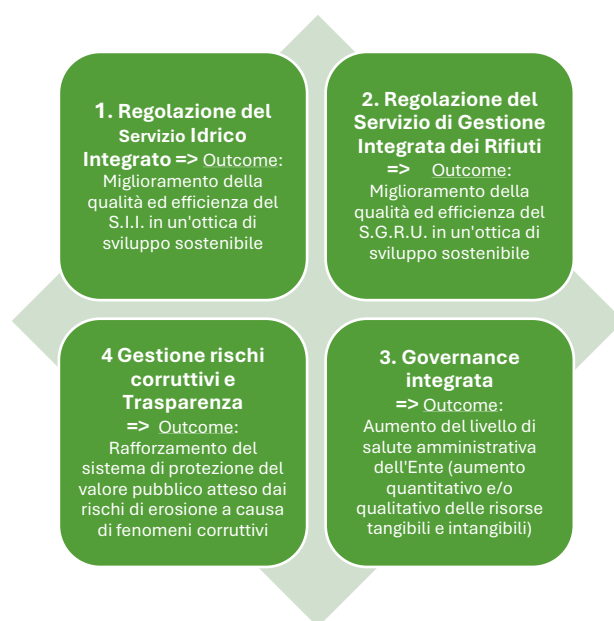 1. Regolazione del
Servizio Idrico
Integrato => Outcome:
Miglioramento della
qualità ed efficienza del
S.I.I. in un'ottica di
sviluppo sostenibile
2. Regolazione del
Servizio di Gestione
Integrata dei Rifiuti
=> Outcome:
Miglioramento della
qualità ed efficienza del
S.G.R.U. in un'ottica di
sviluppo sostenibile
4 Gestione rischi
corruttivi e
Trasparenza
=> Outcome:
Rafforzamento del
sistema di protezione del
valore pubblico atteso dai
rischi di erosione a causa
di fenomeni corruttivi
3. Governance
integrata
=> Outcome:
Aumento del livello di
salute amministrativa
dell'Ente (aumento
quantitativo e/o
qualitativo delle risorse
tangibili e intangibili)